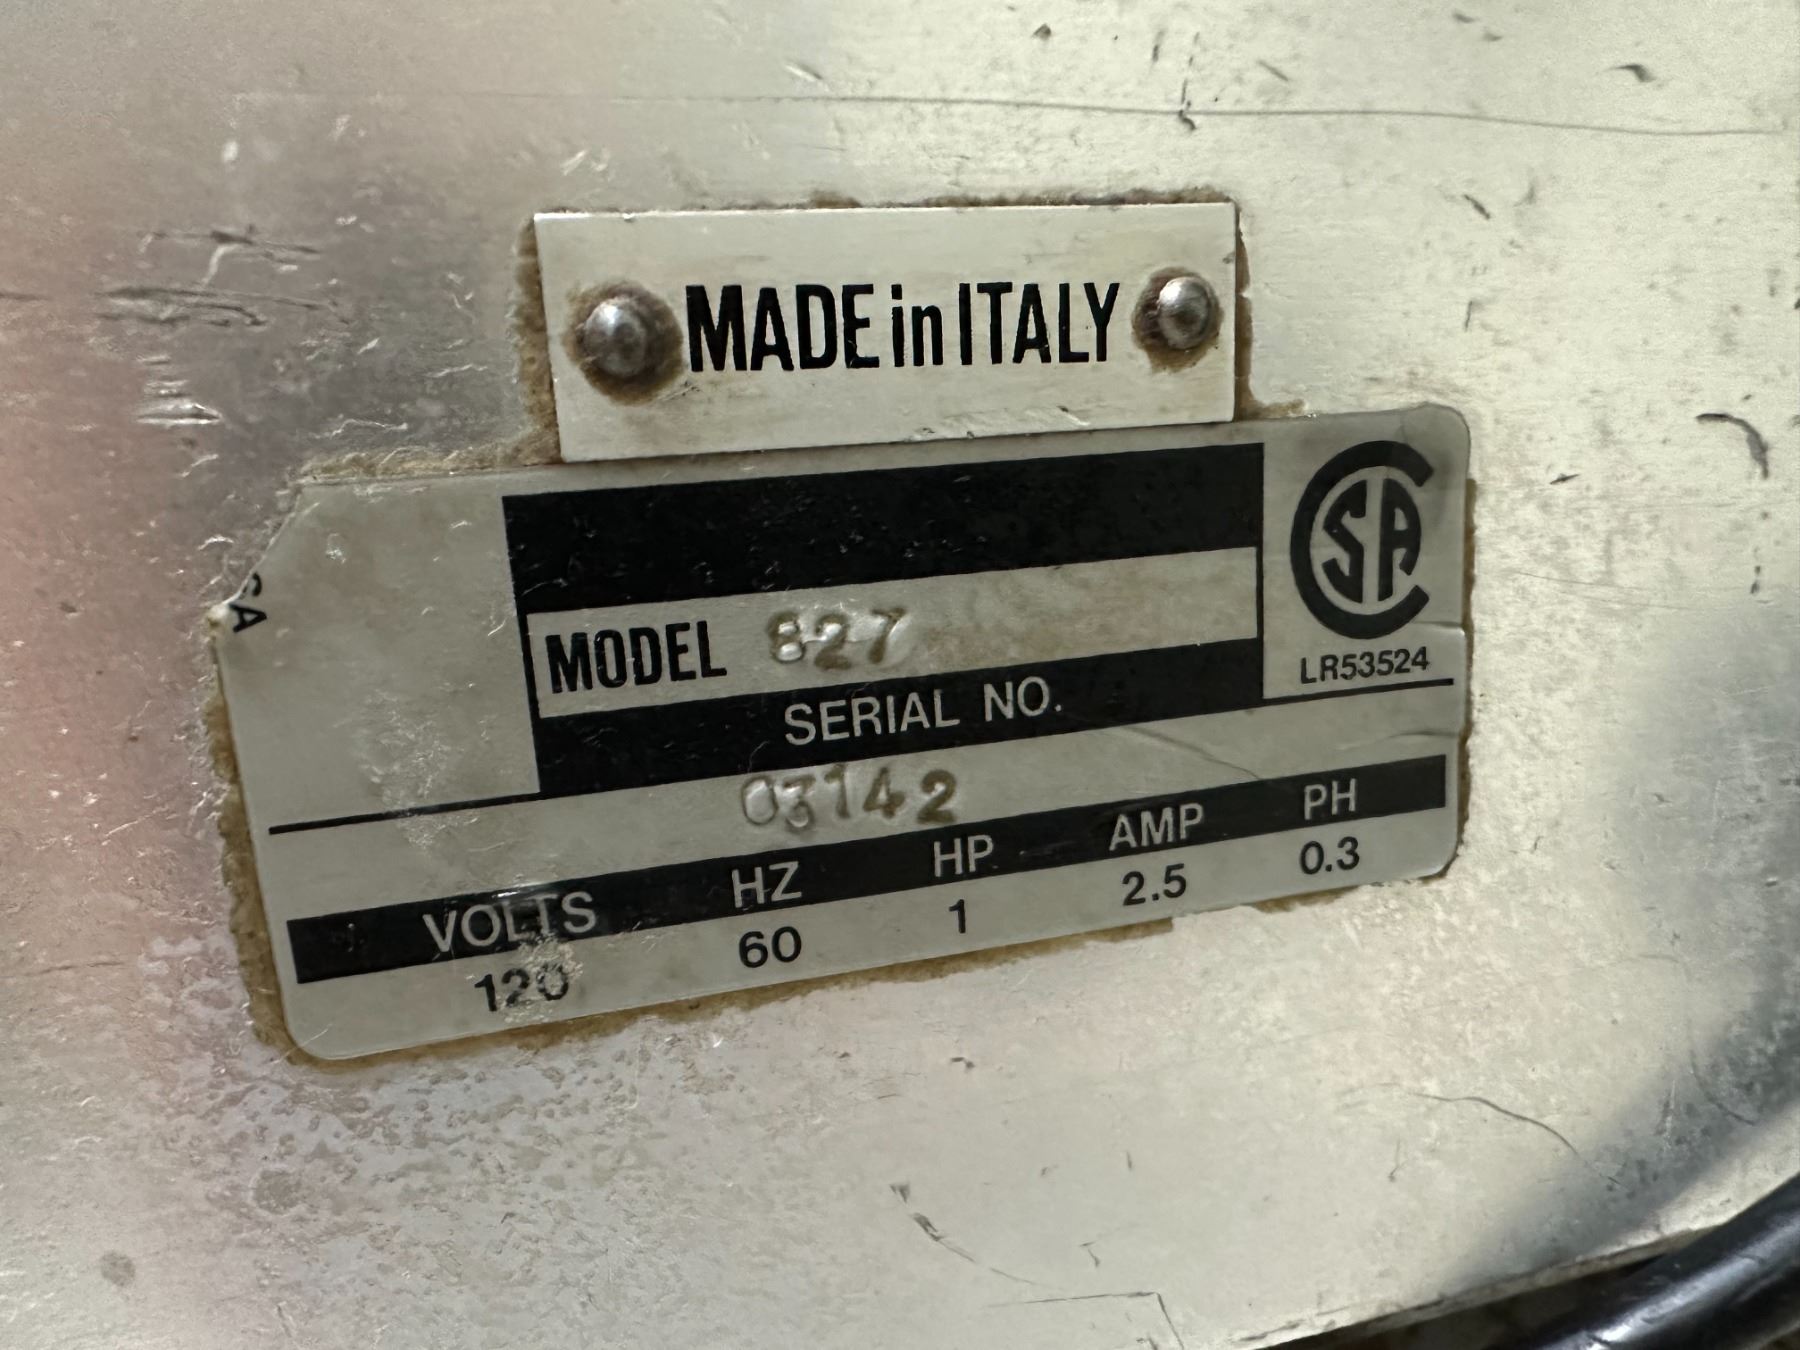 MADE in ITALY
CSA
MODEL 827
LR53524
SERIAL NO.
03142
VOLTS HZ HP AMP PH
120 60 1 2.5 0.3